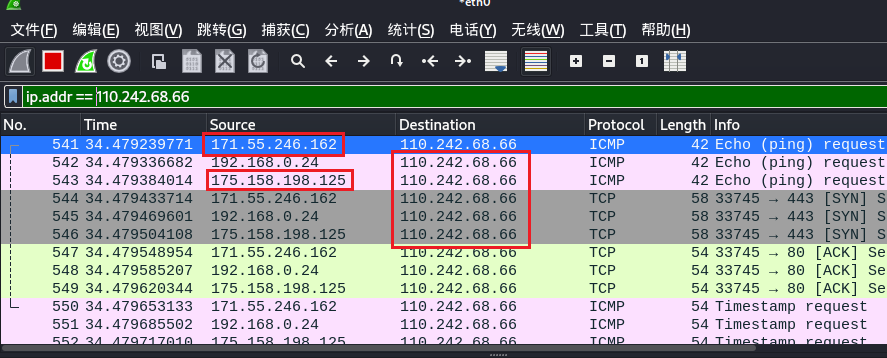 *eth0
文件(F) 编辑(E) 视图(V) 跳转(G) 捕获(C) 分析(A) 统计(S) 电话(Y) 无线(W) 工具(T) 帮助(H)
ip.addr == 110.242.68.66
No. Time Source Destination Protocol Length Info
541 34.479239771 171.55.246.162 110.242.68.66 ICMP 42 Echo (ping) request
542 34.479336682 192.168.0.24 110.242.68.66 ICMP 42 Echo (ping) request
543 34.479384014 175.158.198.125 110.242.68.66 ICMP 42 Echo (ping) request
544 34.479433714 171.55.246.162 110.242.68.66 TCP 58 33745 → 443 [SYN] S
545 34.479469601 192.168.0.24 110.242.68.66 TCP 58 33745 → 443 [SYN] S
546 34.479504108 175.158.198.125 110.242.68.66 TCP 58 33745 → 443 [SYN] S
547 34.479548954 171.55.246.162 110.242.68.66 TCP 54 33745 → 80 [ACK] Se
548 34.479585207 192.168.0.24 110.242.68.66 TCP 54 33745 → 80 [ACK] Se
549 34.479620344 175.158.198.125 110.242.68.66 TCP 54 33745 → 80 [ACK] Se
550 34.479653133 171.55.246.162 110.242.68.66 ICMP 54 Timestamp request
551 34.479685502 192.168.0.24 110.242.68.66 ICMP 54 Timestamp request
552 34.479717010 175.158.198.125 110.242.68.66 ICMP 54 Timestamp request